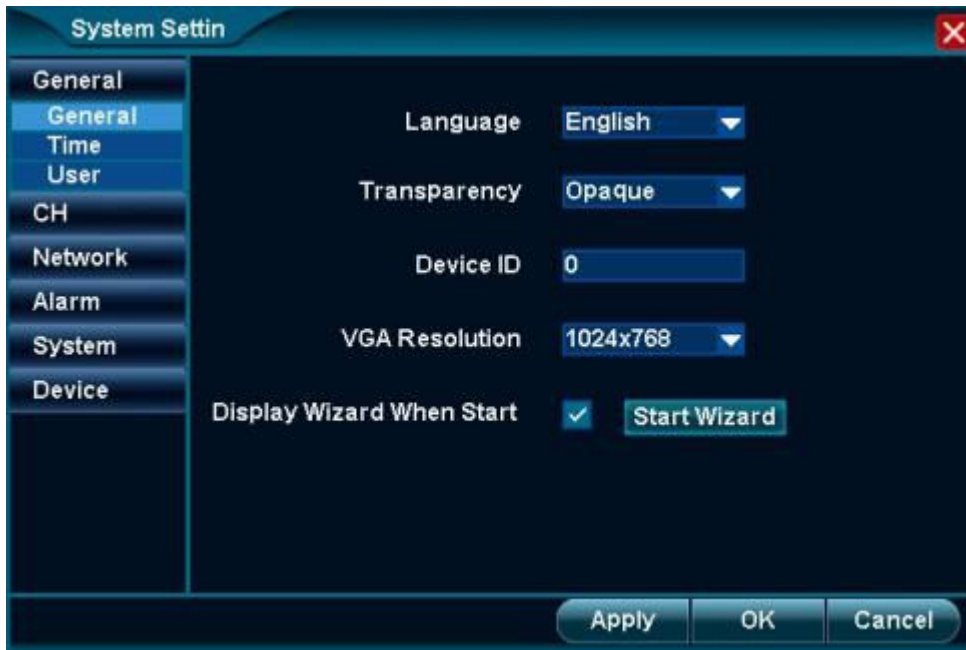 System Settin
General
General
Time
User
CH
Network
Alarm
System
Device
Language English
Transparency Opaque
Device ID 0
VGA Resolution 1024x768
Display Wizard When Start Start Wizard
Apply OK Cancel